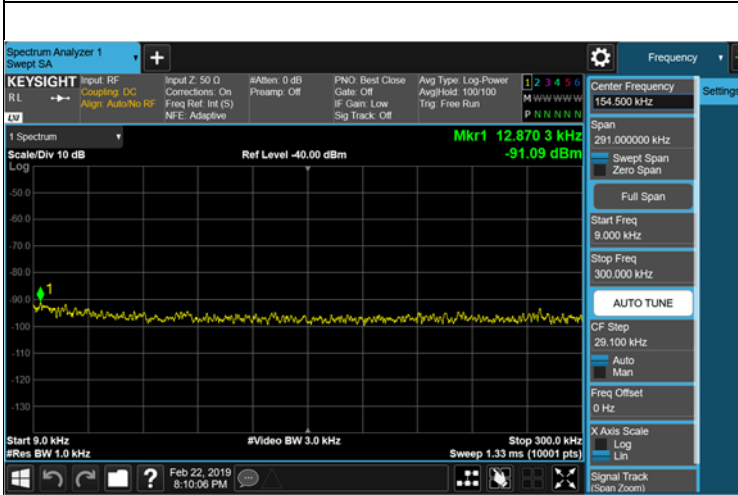 Spectrum Analyzer 1
Swept SA
+
Frequency
KEYSIGHT
RL
LXI
Input: RF
Coupling: DC
Align: Auto/No RF
Input Z: 50 Ω
Corrections: On
Freq Ref: Int (S)
NFE: Adaptive
#Atten: 0 dB
Preamp: Off
PNO: Best Close
Gate: Off
IF Gain: Low
Sig Track: Off
Avg Type: Log-Power
Avg|Hold: 100/100
Trig: Free Run
1 2 3 4 5 6
M W W W W W
P N N N N N
1 Spectrum
Scale/Div 10 dB
Log
Ref Level -40.00 dBm
Mkr1 12.870 3 kHz
-91.09 dBm
-50.0
-60.0
-70.0
-80.0
-90.0
-100
-110
-120
-130
1
Start 9.0 kHz
#Res BW 1.0 kHz
#Video BW 3.0 kHz
Stop 300.0 kHz
Sweep 1.33 ms (10001 pts)
?
Feb 22, 2019
8:10:06 PM
Center Frequency
154.500 kHz
Settings
Span
291.000000 kHz
Swept Span
Zero Span
Full Span
Start Freq
9.000 kHz
Stop Freq
300.000 kHz
AUTO TUNE
CF Step
29.100 kHz
Auto
Man
Freq Offset
0 Hz
X Axis Scale
Log
Lin
Signal Track
(Span Zoom)